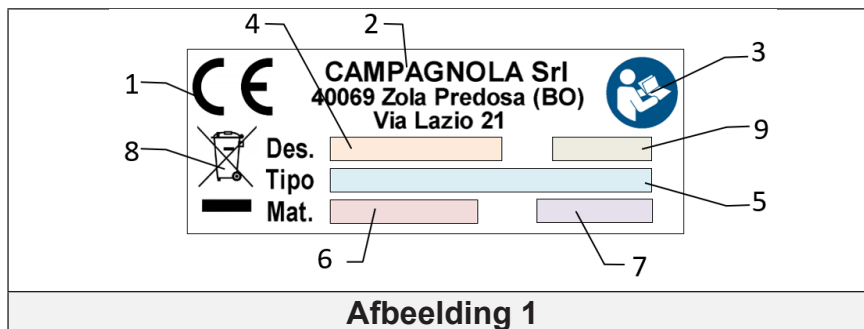 4 2
1 CE CAMPAGNOLA Srl 3
40069 Zola Predosa (BO)
Via Lazio 21
8 Des. 9
Tipo 5
Mat.
6 7
Afbeelding 1